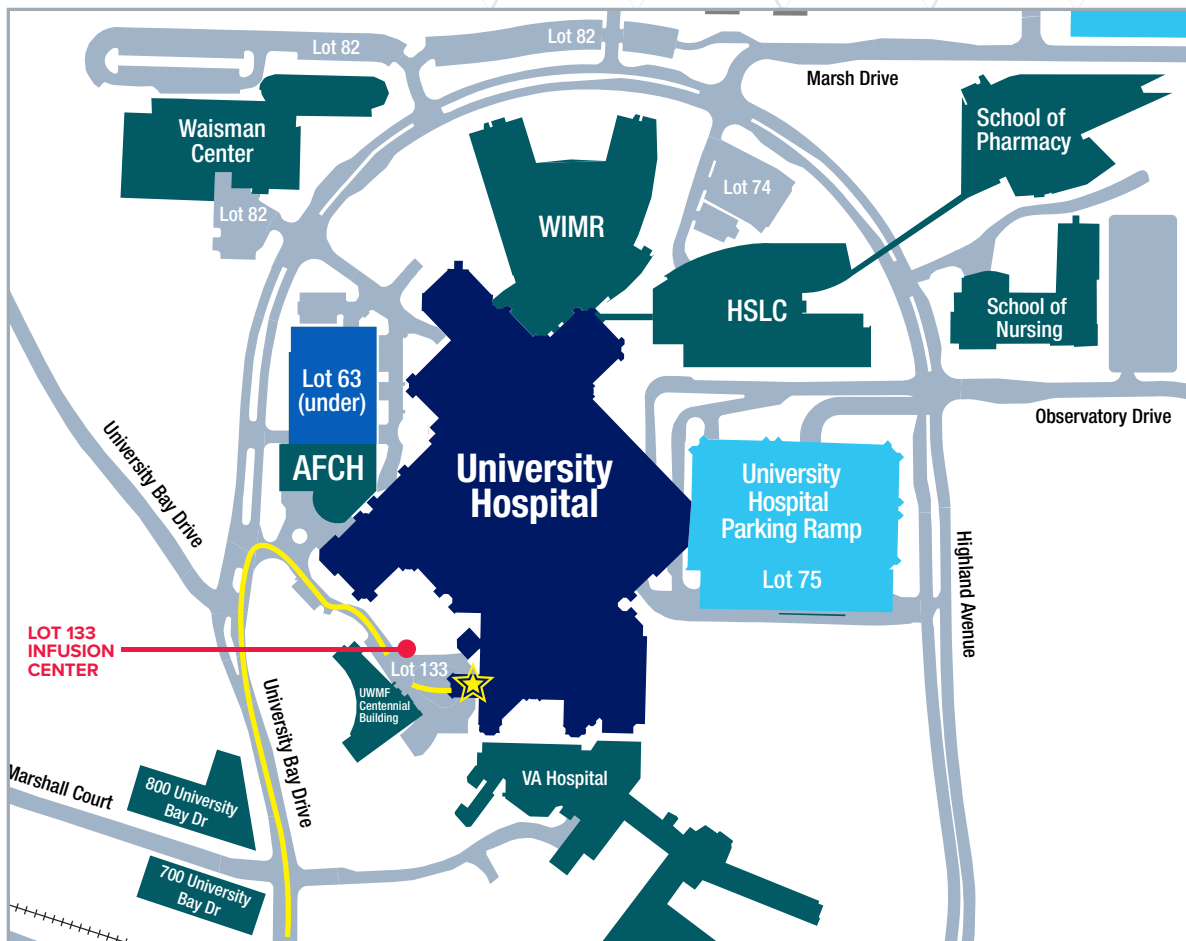 Lot 82
Lot 82
Marsh Drive
Waisman
Center
School of
Pharmacy
Lot 74
Lot 82
WIMR
HSLC
School of
Nursing
Lot 63
(under)
Observatory Drive
AFCH
University
Hospital
University
Hospital
Parking Ramp
Lot 75
University Bay Drive
Highland Avenue
LOT 133
INFUSION
CENTER
Lot 133
UWMF
Centennial
Building
University Bay Drive
VA Hospital
Marshall Court
800 University
Bay Dr
700 University
Bay Dr